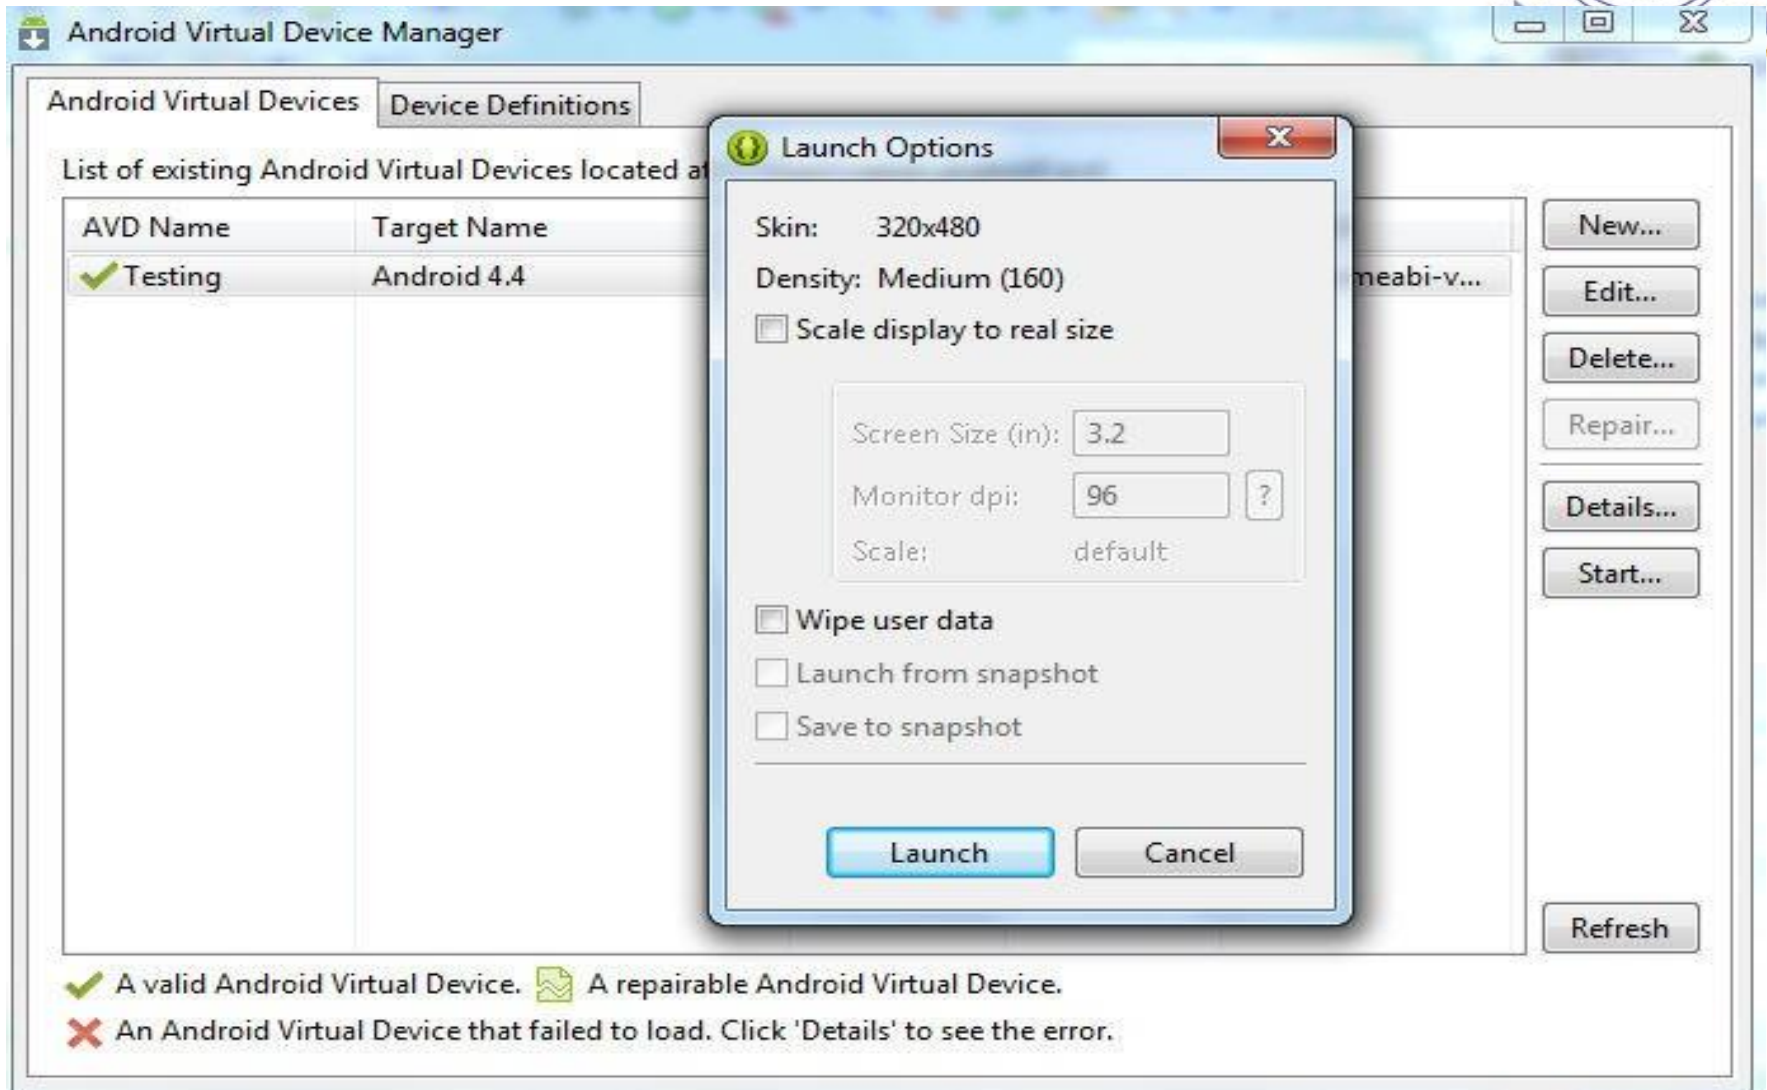 Android Virtual Device Manager
Android Virtual Devices Device Definitions
List of existing Android Virtual Devices located at
AVD Name Target Name
Testing Android 4.4 meabi-v...
Launch Options
Skin: 320x480
Density: Medium (160)
Scale display to real size
Screen Size (in): 3.2
Monitor dpi: 96 ?
Scale: default
Wipe user data
Launch from snapshot
Save to snapshot
Launch Cancel
New...
Edit...
Delete...
Repair...
Details...
Start...
Refresh
A valid Android Virtual Device. A repairable Android Virtual Device.
An Android Virtual Device that failed to load. Click 'Details' to see the error.